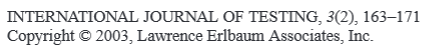 INTERNATIONAL JOURNAL OF TESTING, 3(2), 163–171
Copyright © 2003, Lawrence Erlbaum Associates, Inc.